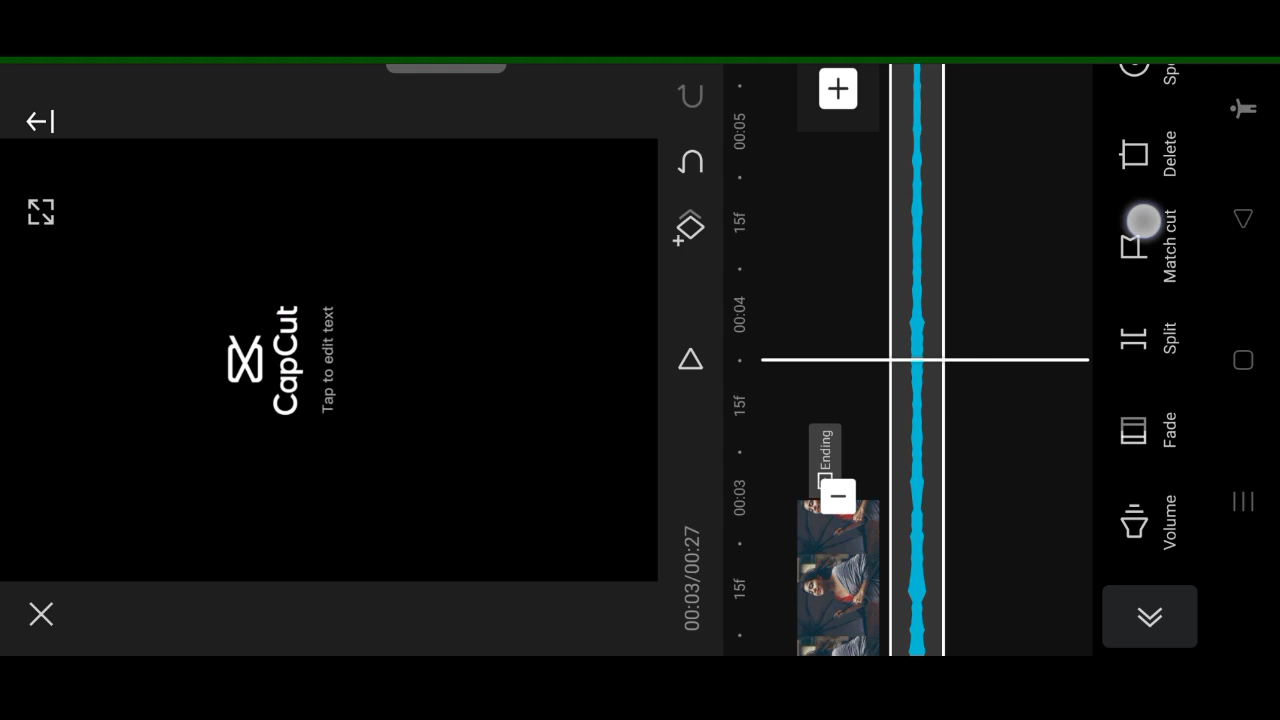 CapCut
Tap to edit text
00:03/00:27
15f
00:03
15f
00:04
15f
00:05
Ending
Volume
Fade
Split
Match cut
Delete